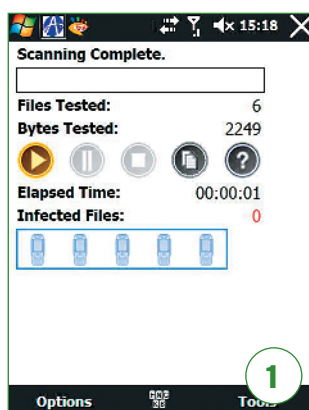 15:18
Scanning Complete.
Files Tested: 6
Bytes Tested: 2249
?
Elapsed Time: 00:00:01
Infected Files: 0
Options Tools
1